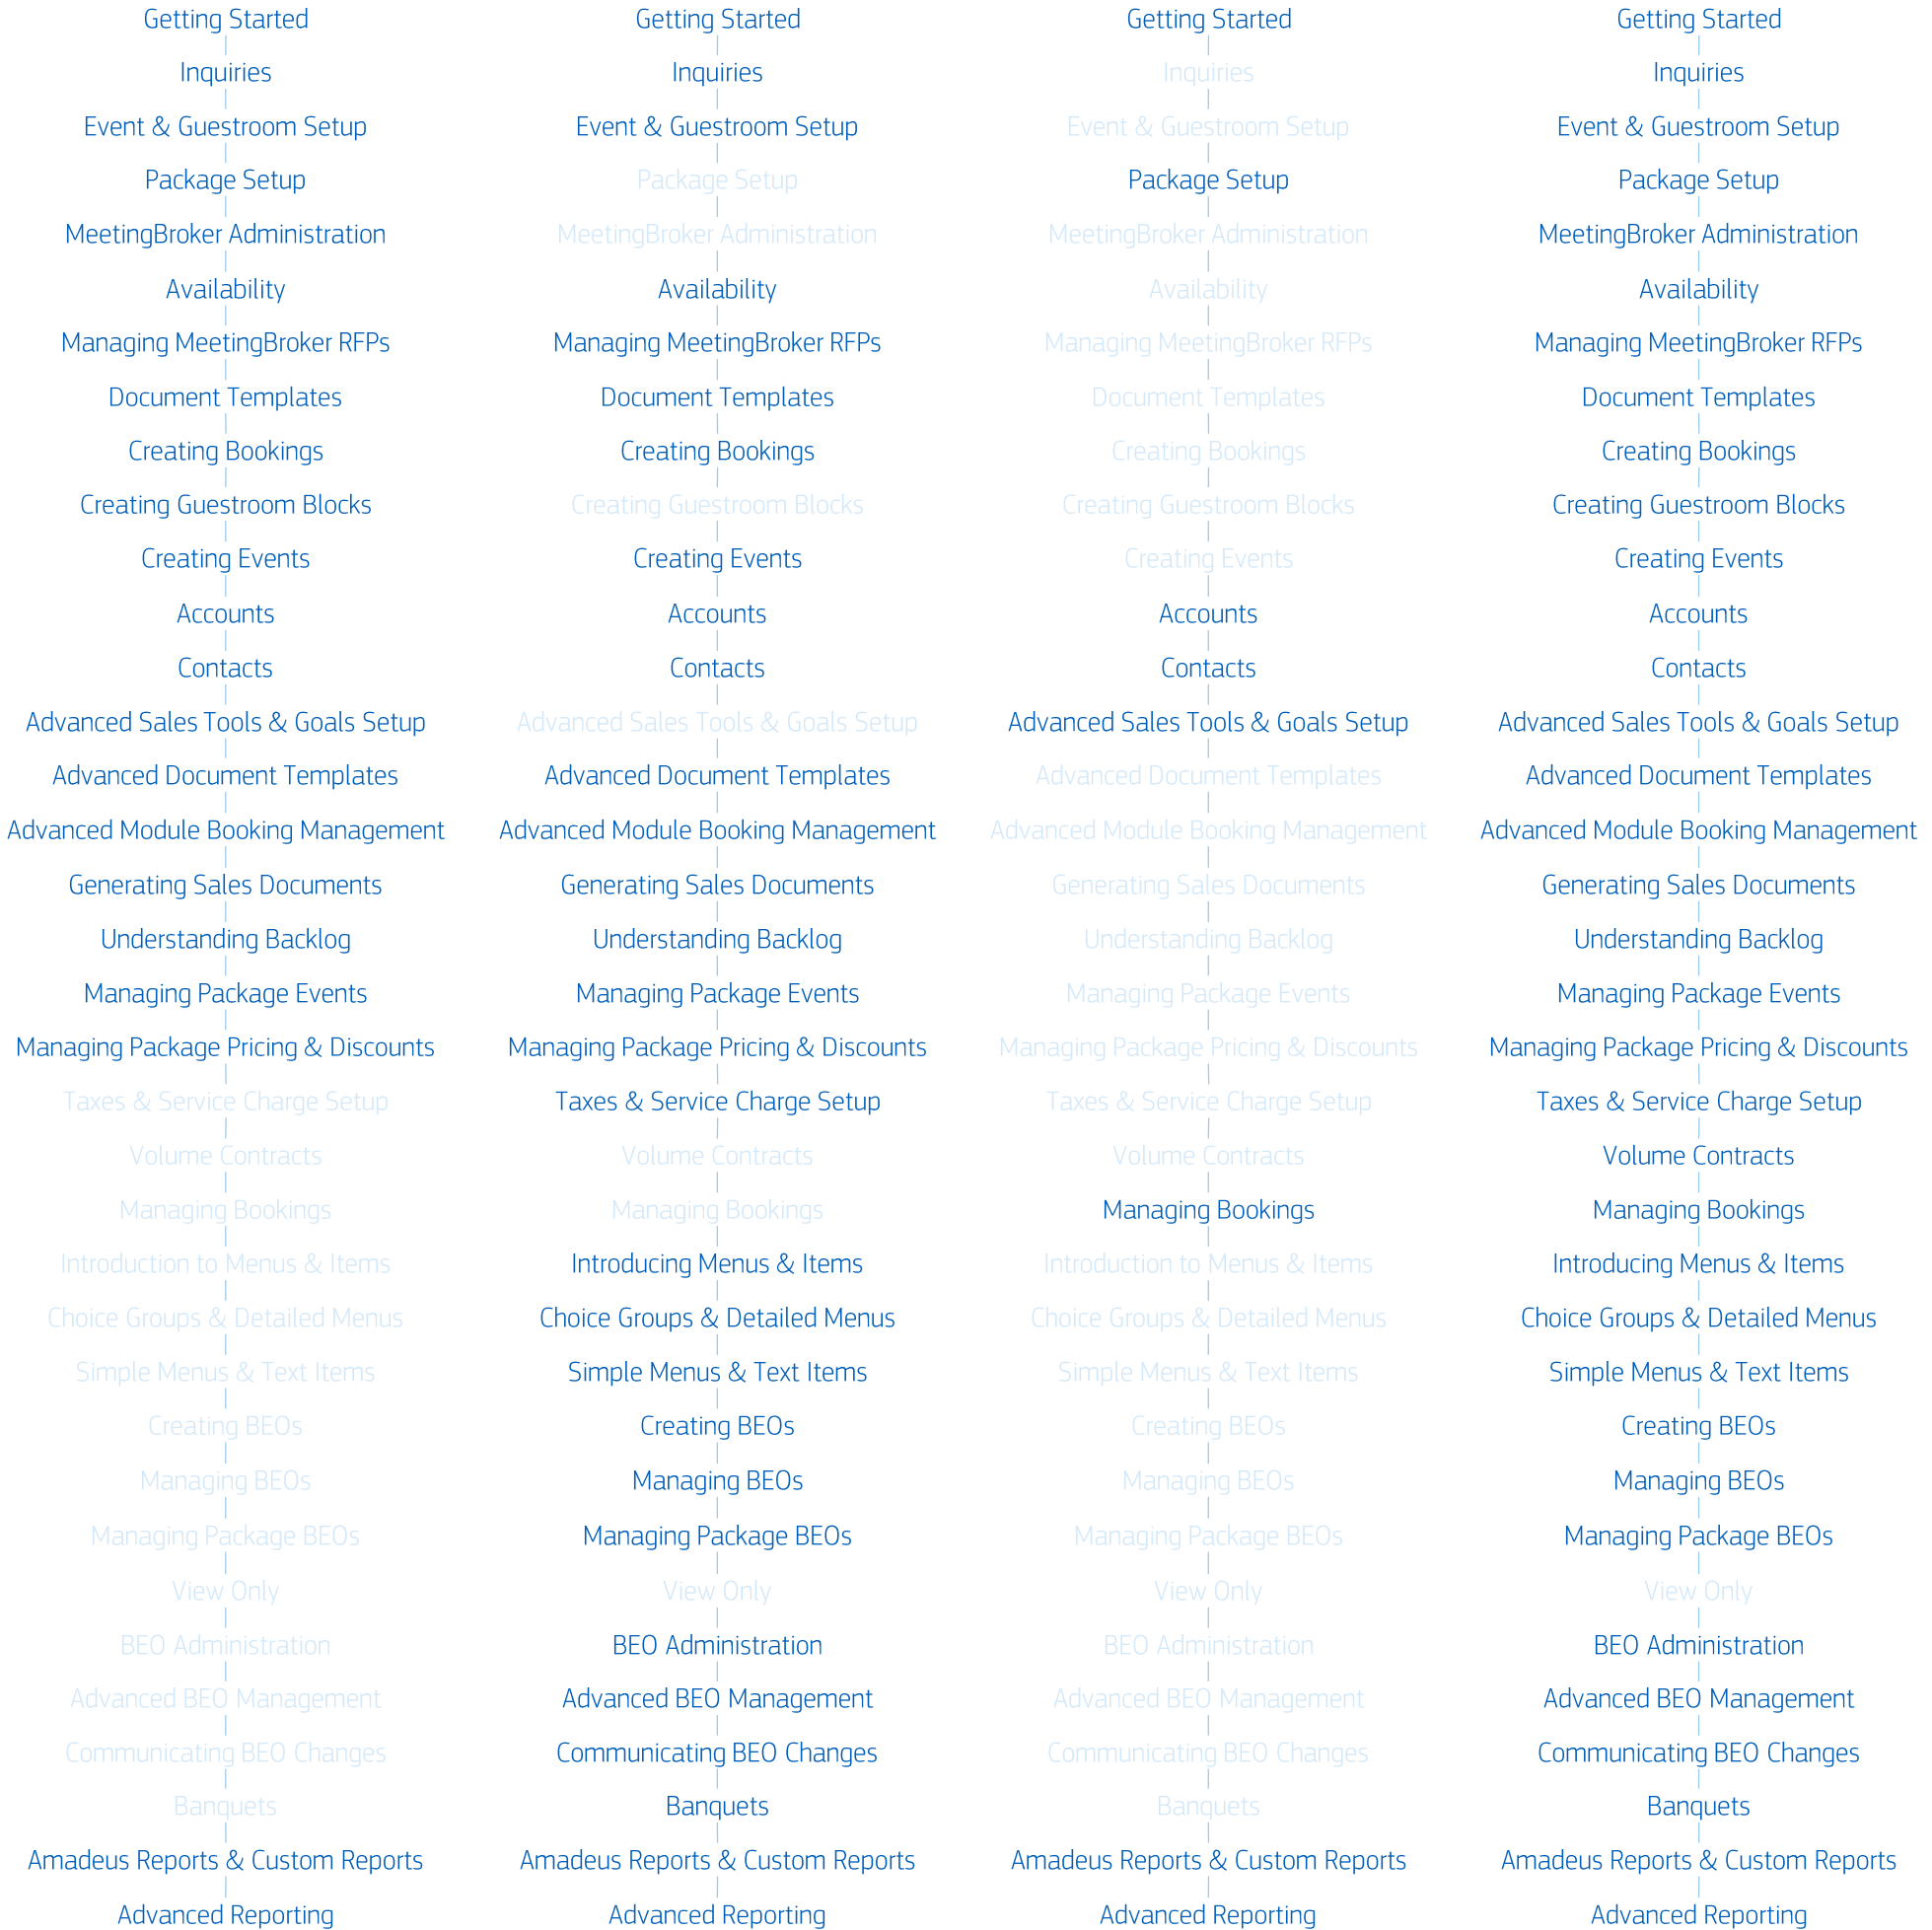 Getting Started
Inquiries
Event & Guestroom Setup
Package Setup
MeetingBroker Administration
Availability
Managing MeetingBroker RFPs
Document Templates
Creating Bookings
Creating Guestroom Blocks
Creating Events
Accounts
Contacts
Advanced Sales Tools & Goals Setup
Advanced Document Templates
Advanced Module Booking Management
Generating Sales Documents
Understanding Backlog
Managing Package Events
Managing Package Pricing & Discounts
Taxes & Service Charge Setup
Volume Contracts
Managing Bookings
Introduction to Menus & Items
Choice Groups & Detailed Menus
Simple Menus & Text Items
Creating BEOs
Managing BEOs
Managing Package BEOs
View Only
BEO Administration
Advanced BEO Management
Communicating BEO Changes
Banquets
Amadeus Reports & Custom Reports
Advanced Reporting
Getting Started
Inquiries
Event & Guestroom Setup
Package Setup
MeetingBroker Administration
Availability
Managing MeetingBroker RFPs
Document Templates
Creating Bookings
Creating Guestroom Blocks
Creating Events
Accounts
Contacts
Advanced Sales Tools & Goals Setup
Advanced Document Templates
Advanced Module Booking Management
Generating Sales Documents
Understanding Backlog
Managing Package Events
Managing Package Pricing & Discounts
Taxes & Service Charge Setup
Volume Contracts
Managing Bookings
Introducing Menus & Items
Choice Groups & Detailed Menus
Simple Menus & Text Items
Creating BEOs
Managing BEOs
Managing Package BEOs
View Only
BEO Administration
Advanced BEO Management
Communicating BEO Changes
Banquets
Amadeus Reports & Custom Reports
Advanced Reporting
Getting Started
Inquiries
Event & Guestroom Setup
Package Setup
MeetingBroker Administration
Availability
Managing MeetingBroker RFPs
Document Templates
Creating Bookings
Creating Guestroom Blocks
Creating Events
Accounts
Contacts
Advanced Sales Tools & Goals Setup
Advanced Document Templates
Advanced Module Booking Management
Generating Sales Documents
Understanding Backlog
Managing Package Events
Managing Package Pricing & Discounts
Taxes & Service Charge Setup
Volume Contracts
Managing Bookings
Introduction to Menus & Items
Choice Groups & Detailed Menus
Simple Menus & Text Items
Creating BEOs
Managing BEOs
Managing Package BEOs
View Only
BEO Administration
Advanced BEO Management
Communicating BEO Changes
Banquets
Amadeus Reports & Custom Reports
Advanced Reporting
Getting Started
Inquiries
Event & Guestroom Setup
Package Setup
MeetingBroker Administration
Availability
Managing MeetingBroker RFPs
Document Templates
Creating Bookings
Creating Guestroom Blocks
Creating Events
Accounts
Contacts
Advanced Sales Tools & Goals Setup
Advanced Document Templates
Advanced Module Booking Management
Generating Sales Documents
Understanding Backlog
Managing Package Events
Managing Package Pricing & Discounts
Taxes & Service Charge Setup
Volume Contracts
Managing Bookings
Introducing Menus & Items
Choice Groups & Detailed Menus
Simple Menus & Text Items
Creating BEOs
Managing BEOs
Managing Package BEOs
View Only
BEO Administration
Advanced BEO Management
Communicating BEO Changes
Banquets
Amadeus Reports & Custom Reports
Advanced Reporting